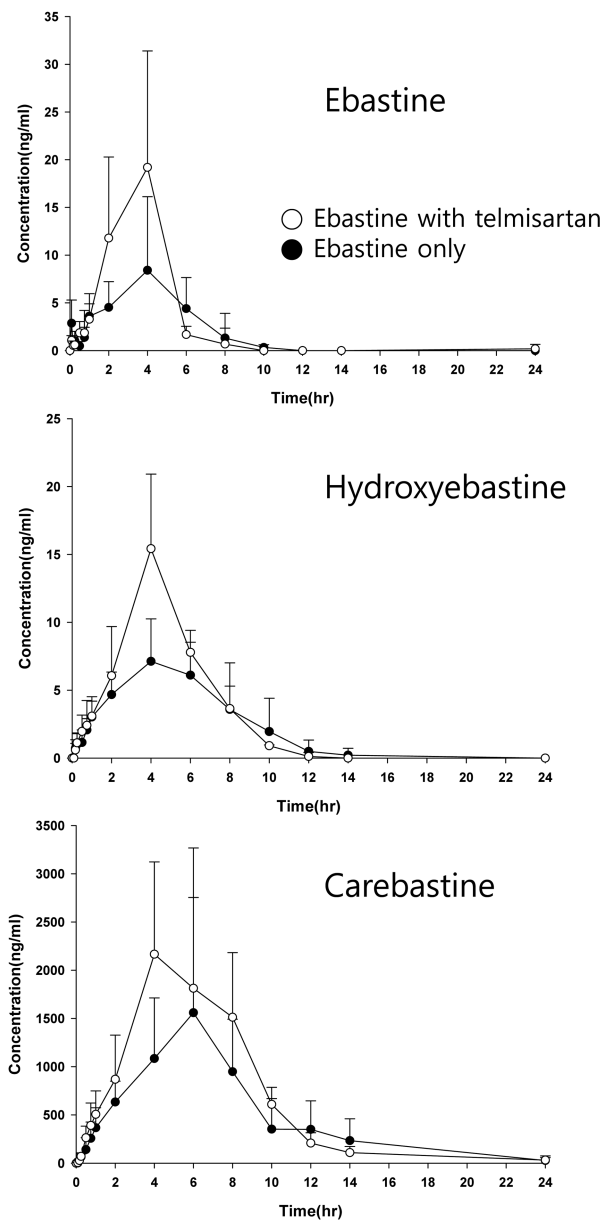 35
30
25
20
15
10
5
0
Concentration(ng/ml)
Ebastine
Ebastine with telmisartan
Ebastine only
0 2 4 6 8 10 12 14 16 18 20 22 24
Time(hr)
25
20
15
10
5
0
Concentration(ng/ml)
Hydroxyebastine
0 2 4 6 8 10 12 14 16 18 20 22 24
Time(hr)
3500
3000
2500
2000
1500
1000
500
0
Concentration(ng/ml)
Carebastine
0 2 4 6 8 10 12 14 16 18 20 22 24
Time(hr)